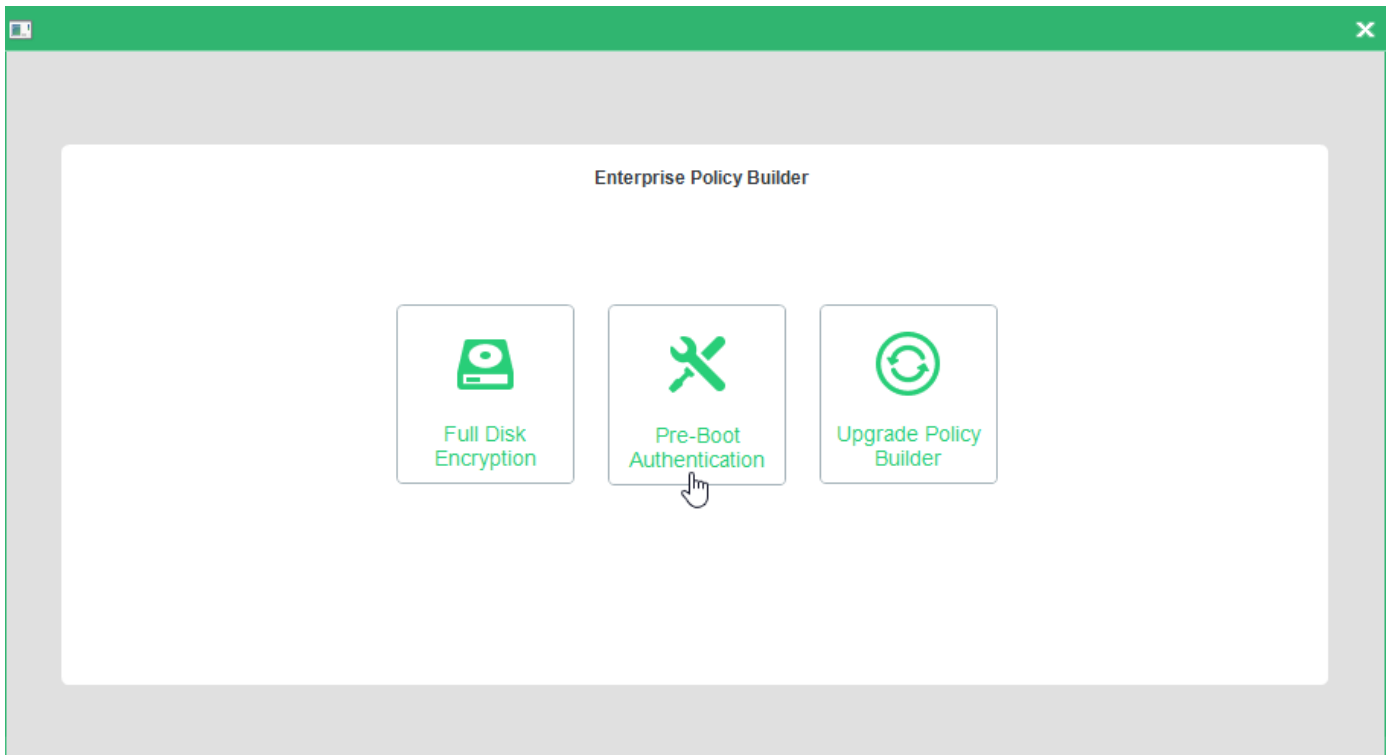 Enterprise Policy Builder
Full Disk
Encryption
Pre-Boot
Authentication
Upgrade Policy
Builder